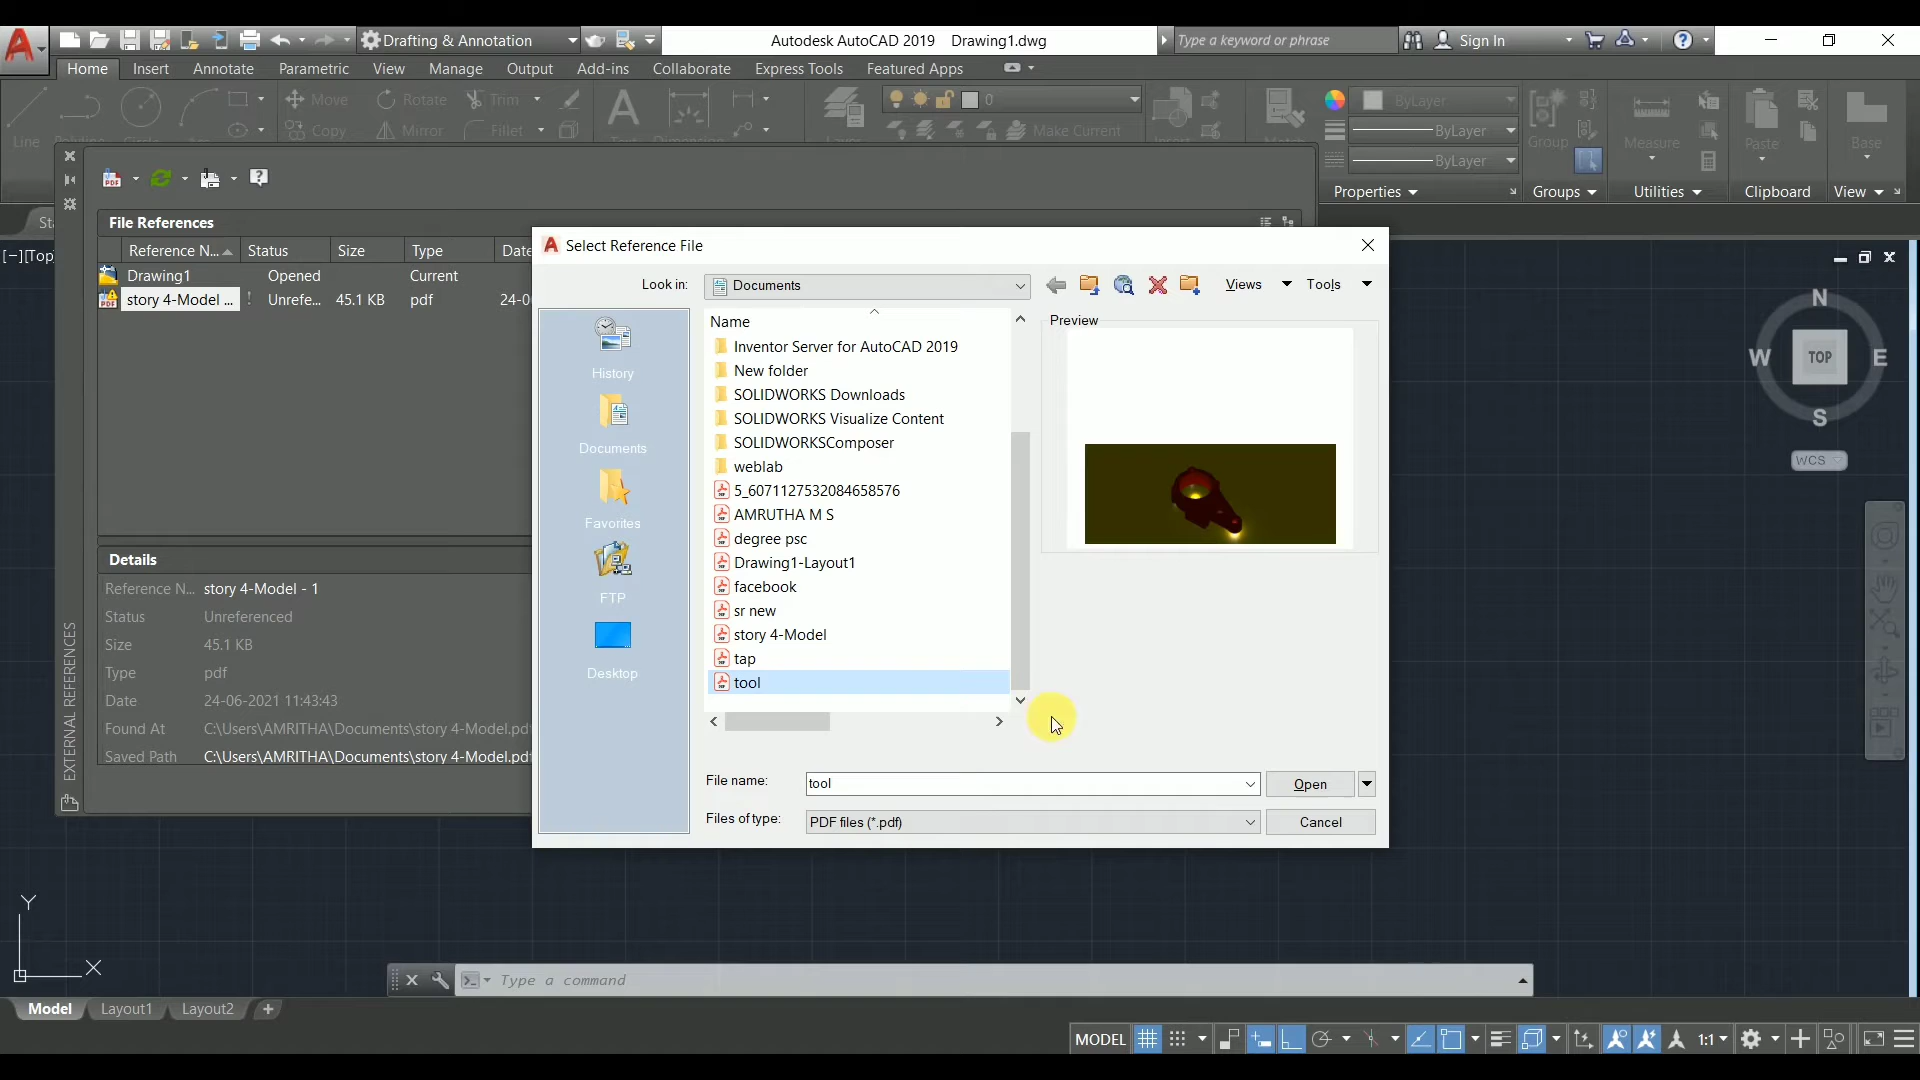 Drafting & Annotation
Autodesk AutoCAD 2019 Drawing1.dwg
Type a keyword or phrase
Sign In
Home Insert Annotate Parametric View Manage Output Add-ins Collaborate Express Tools Featured Apps
Move Rotate Trim 0 ByLayer
Line Copy Mirror Fillet Make Current ByLayer Group Measure Paste Base
ByLayer
Properties Groups Utilities Clipboard View
File References
Reference N... Status Size Type Date
Drawing1 Opened Current
story 4-Model ... ! Unrefe... 45.1 KB pdf 24-0
Details
Reference N... story 4-Model - 1
Status Unreferenced
Size 45.1 KB
Type pdf
Date 24-06-2021 11:43:43
Found At C:\Users\AMRITHA\Documents\story 4-Model.pd
Saved Path C:\Users\AMRITHA\Documents\story 4-Model.pd
EXTERNAL REFERENCES
[−][Top
Select Reference File
Look in: Documents Views Tools
History
Documents
Favorites
FTP
Desktop
Name
Inventor Server for AutoCAD 2019
New folder
SOLIDWORKS Downloads
SOLIDWORKS Visualize Content
SOLIDWORKSComposer
weblab
5_6071127532084658576
AMRUTHA M S
degree psc
Drawing1-Layout1
facebook
sr new
story 4-Model
tap
tool
Preview
File name: tool Open
Files of type: PDF files (*.pdf) Cancel
N
W TOP E
S
WCS
Y
X
Type a command
Model Layout1 Layout2 +
MODEL 1:1